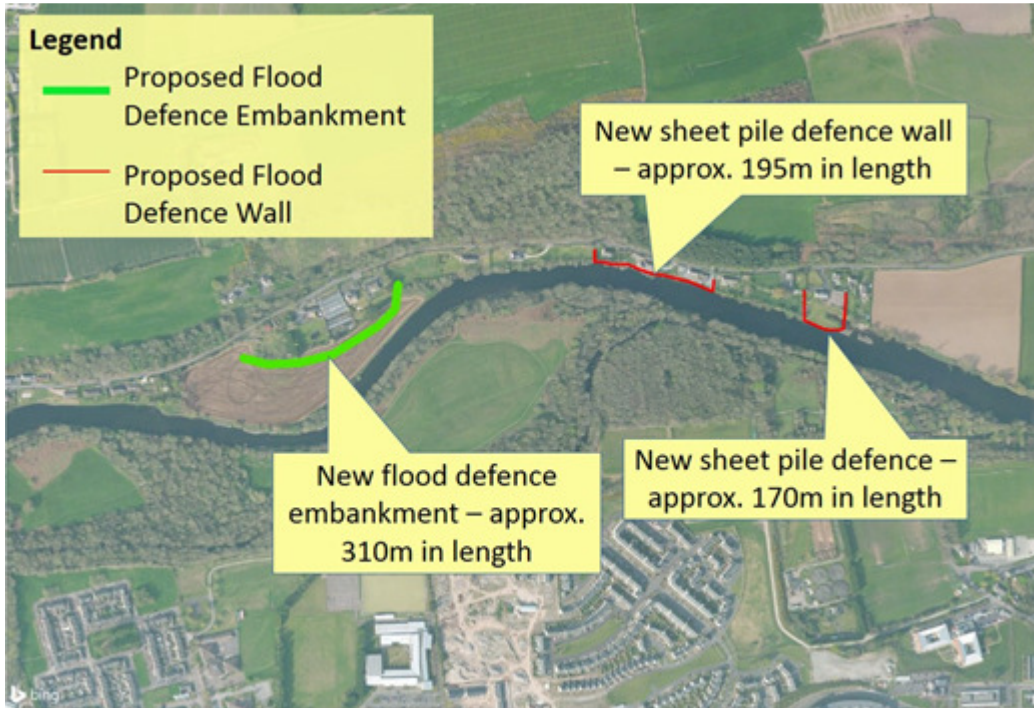 Legend
Proposed Flood
Defence Embankment
Proposed Flood
Defence Wall
New sheet pile defence wall
– approx. 195m in length
New flood defence
embankment – approx.
310m in length
New sheet pile defence –
approx. 170m in length
bing